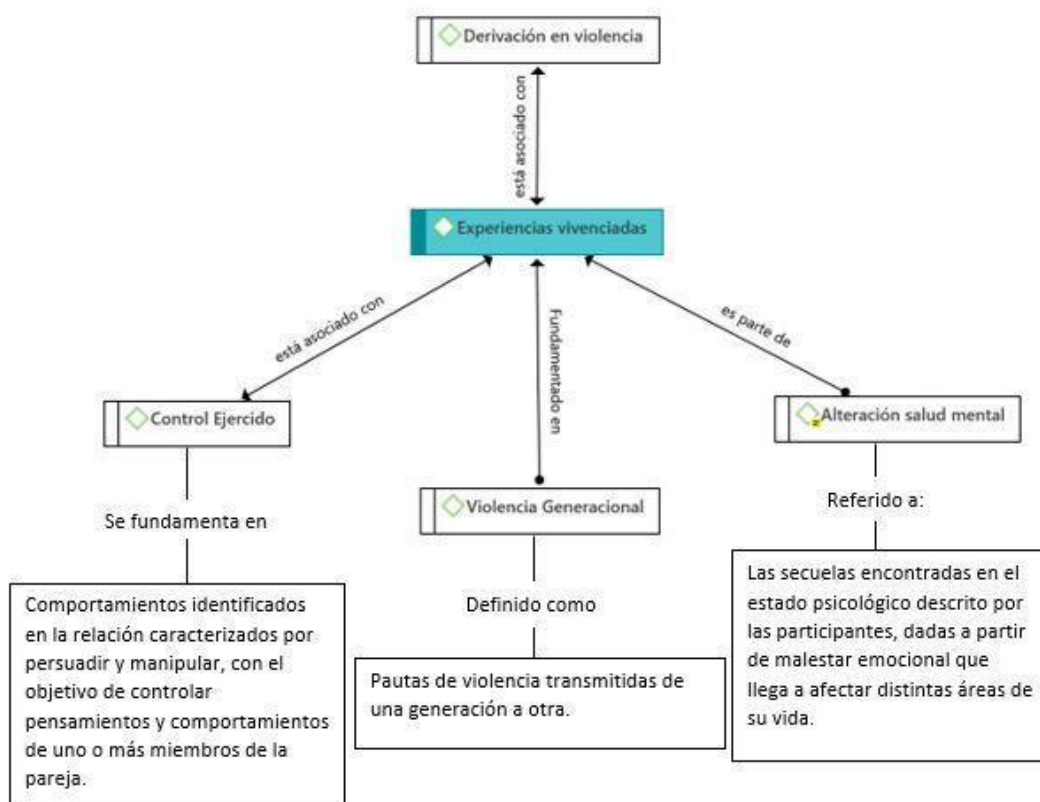 Derivación en violencia
está asociado con
Experiencias vivenciadas
está asociado con
Fundamentado en
es parte de
Control Ejercido
Alteración salud mental
Violencia Generacional
Se fundamenta en
Definido como
Referido a:
Comportamientos identificados
en la relación caracterizados por
persuadir y manipular, con el
objetivo de controlar
pensamientos y comportamientos
de uno o más miembros de la
pareja.
Pautas de violencia transmitidas de
una generación a otra.
Las secuelas encontradas en el
estado psicológico descrito por
las participantes, dadas a partir
de malestar emocional que
llega a afectar distintas áreas de
su vida.